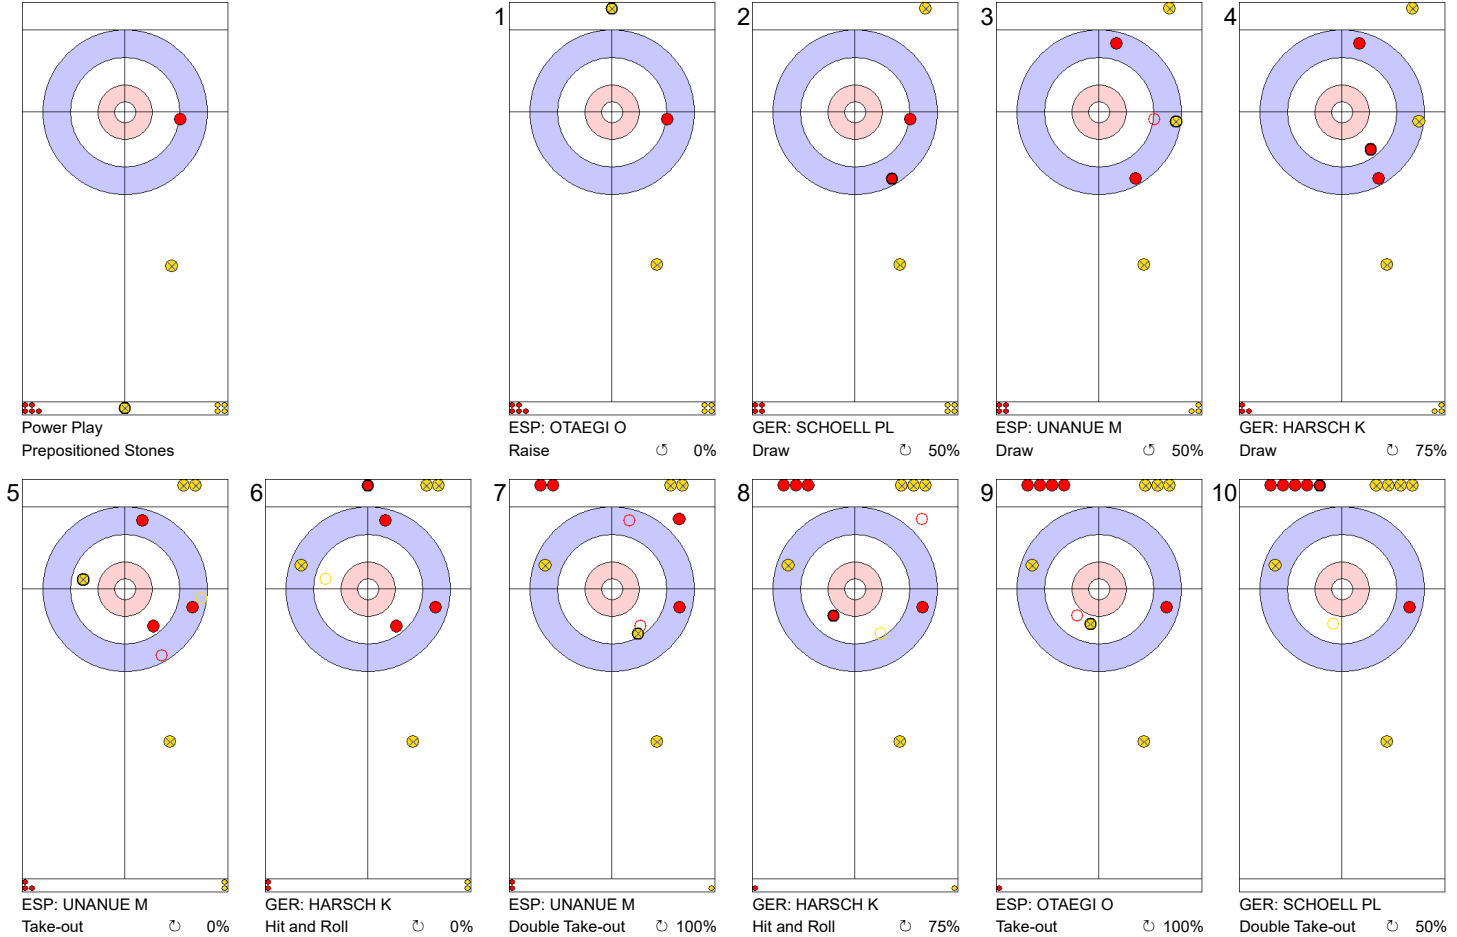 Power Play
Prepositioned Stones
1
ESP: OTAEGI O
Raise ↺ 0%
2
GER: SCHOELL PL
Draw ↻ 50%
3
ESP: UNANUE M
Draw ↺ 50%
4
GER: HARSCH K
Draw ↻ 75%
5
ESP: UNANUE M
Take-out ↻ 0%
6
GER: HARSCH K
Hit and Roll ↻ 0%
7
ESP: UNANUE M
Double Take-out ↻ 100%
8
GER: HARSCH K
Hit and Roll ↻ 75%
9
ESP: OTAEGI O
Take-out ↻ 100%
10
GER: SCHOELL PL
Double Take-out ↻ 50%